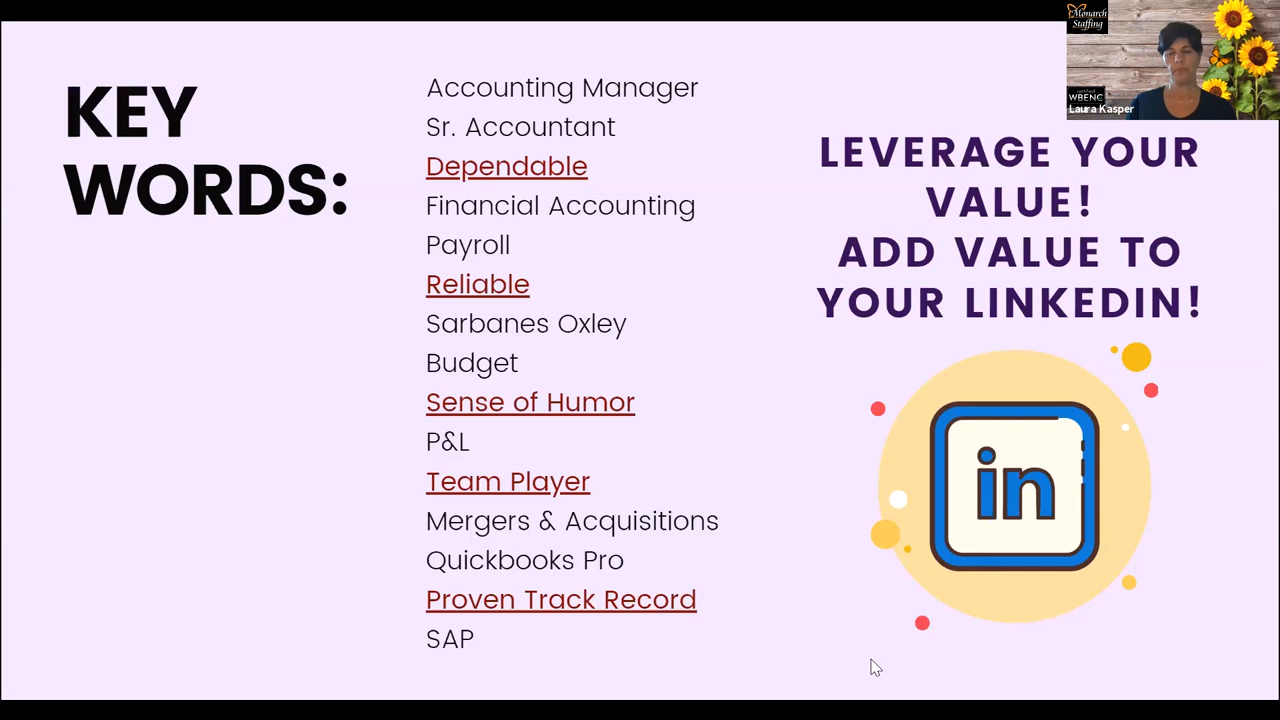 KEY
WORDS:
Accounting Manager
Sr. Accountant
Dependable
Financial Accounting
Payroll
Reliable
Sarbanes Oxley
Budget
Sense of Humor
P&L
Team Player
Mergers & Acquisitions
Quickbooks Pro
Proven Track Record
SAP
Monarch
Staffing
certified
WBENC
Laura Kasper
LEVERAGE YOUR
VALUE!
ADD VALUE TO
YOUR LINKEDIN!
in